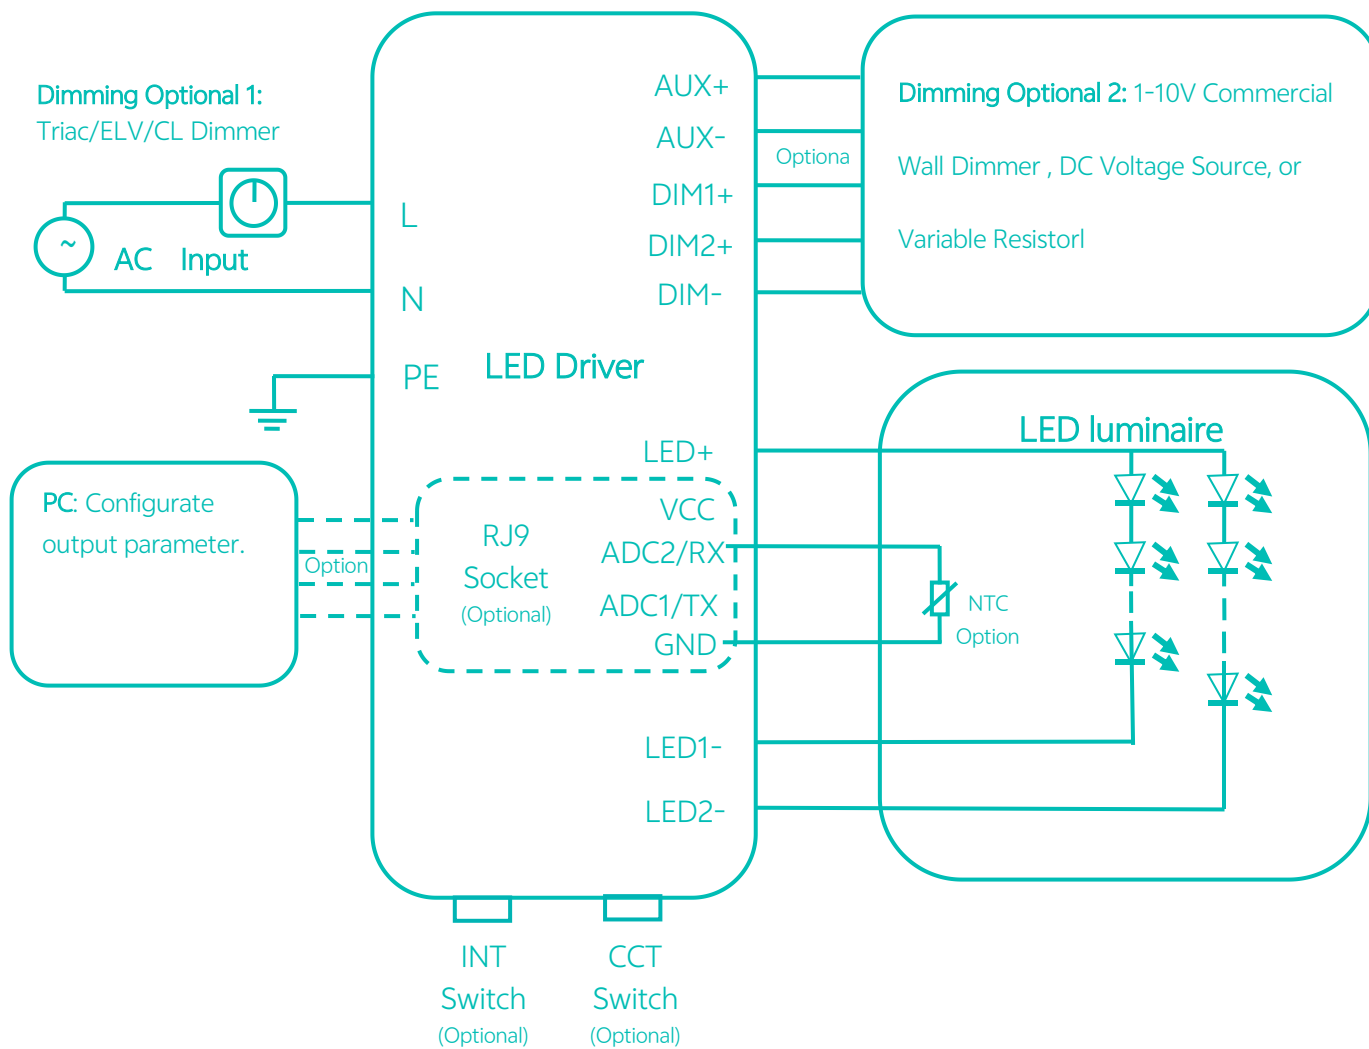 Dimming Optional 1:
Triac/ELV/CL Dimmer
~
AC Input
L
N
PE
LED Driver
AUX+
AUX-
DIM1+
DIM2+
DIM-
Optiona
Dimming Optional 2: 1-10V Commercial
Wall Dimmer , DC Voltage Source, or
Variable Resistorl
PC: Configurate
output parameter.
Option
RJ9
Socket
(Optional)
LED+
VCC
ADC2/RX
ADC1/TX
GND
LED1-
LED2-
LED luminaire
NTC
Option
INT
Switch
(Optional)
CCT
Switch
(Optional)